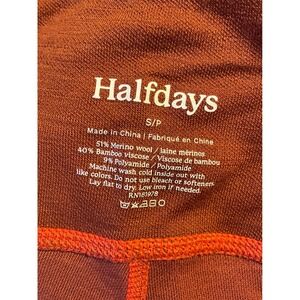 Halfdays
S/P
Made in China | Fabriqué en Chine
51% Merino wool / laine mérinos
40% Bamboo viscose / Viscose de bambou
9% Polyamide / Polyamide
Machine wash cold inside out with
like colors. Do not use bleach or softeners.
Lay flat to dry. Low iron if needed.
RN161978